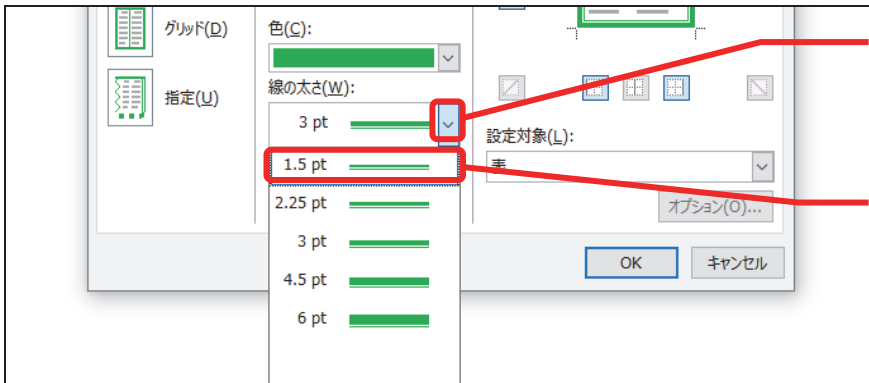 グリッド(D)
指定(U)
色(C):
線の太さ(W):
3 pt
1.5 pt
2.25 pt
3 pt
4.5 pt
6 pt
設定対象(L):
表
オプション(O)...
OK
キャンセル